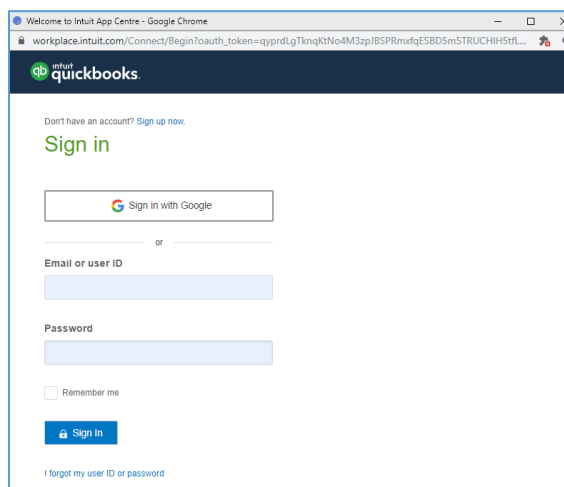 Welcome to Intuit App Centre - Google Chrome
workplace.intuit.com/Connect/Begin?oauth_token=qyprdLgTknqKtNo4M3zpJBSPRmxfqESBD5m5TRUCHIH5tfL...
qb intuit quickbooks.
Don't have an account? Sign up now.
Sign in
Sign in with Google
or
Email or user ID
Password
Remember me
Sign In
I forgot my user ID or password